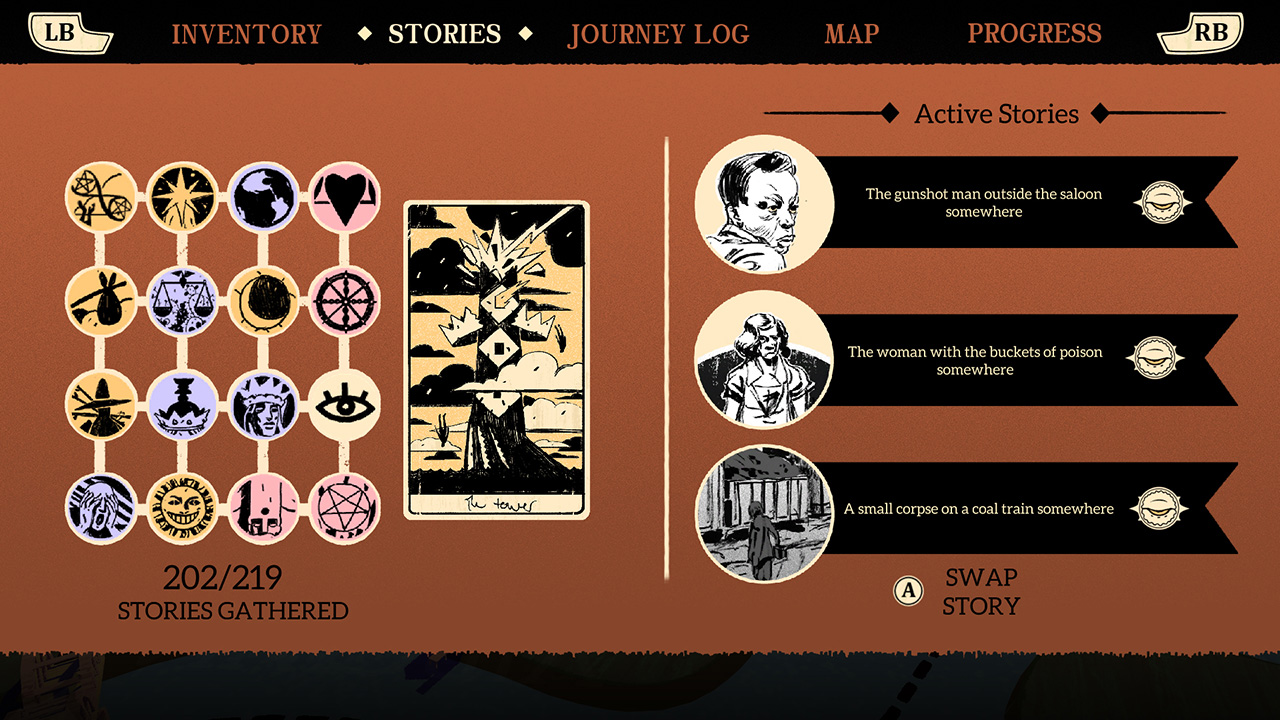 LB
INVENTORY
STORIES
JOURNEY LOG
MAP
PROGRESS
RB
Active Stories
The gunshot man outside the saloon
somewhere
The woman with the buckets of poison
somewhere
A small corpse on a coal train somewhere
The tower
202/219
STORIES GATHERED
A
SWAP
STORY